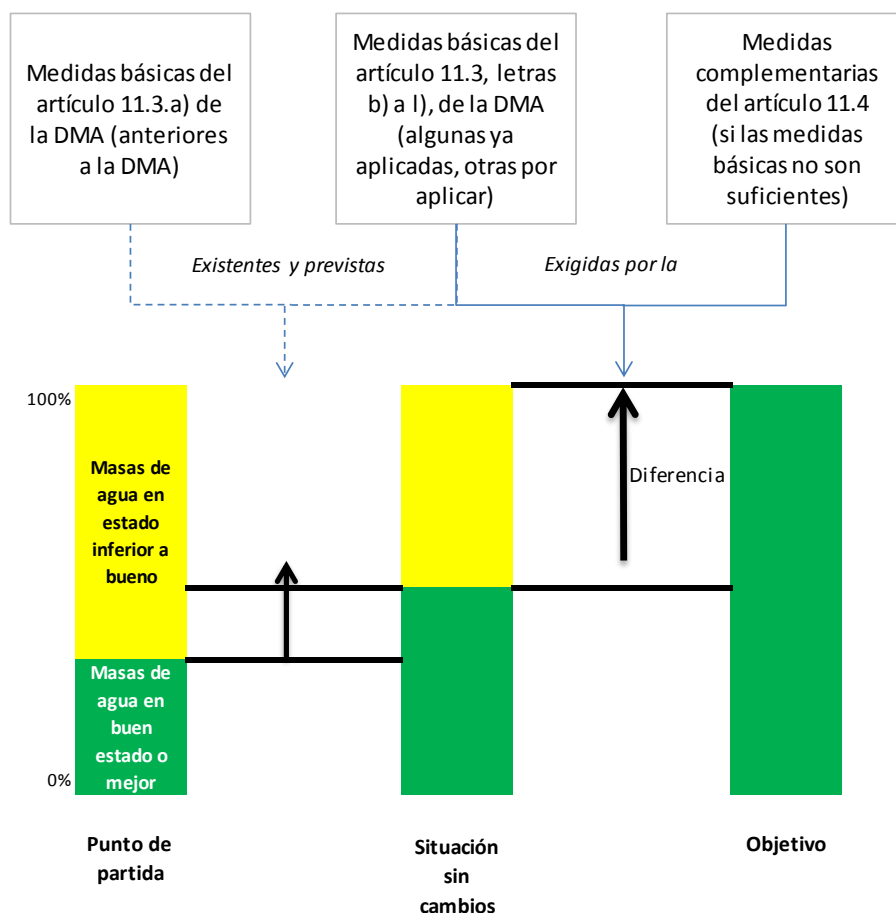 Medidas básicas del
artículo 11.3.a) de
la DMA (anteriores
a la DMA)
Medidas básicas del
artículo 11.3, letras
b) a l), de la DMA
(algunas ya
aplicadas, otras por
aplicar)
Medidas
complementarias
del artículo 11.4
(si las medidas
básicas no son
suficientes)
Existentes y previstas
Exigidas por la
100%
Masas de
agua en
estado
inferior a
bueno
Diferencia
Masas de
agua en
buen
estado o
mejor
0%
Punto de
partida
Situación
sin
cambios
Objetivo